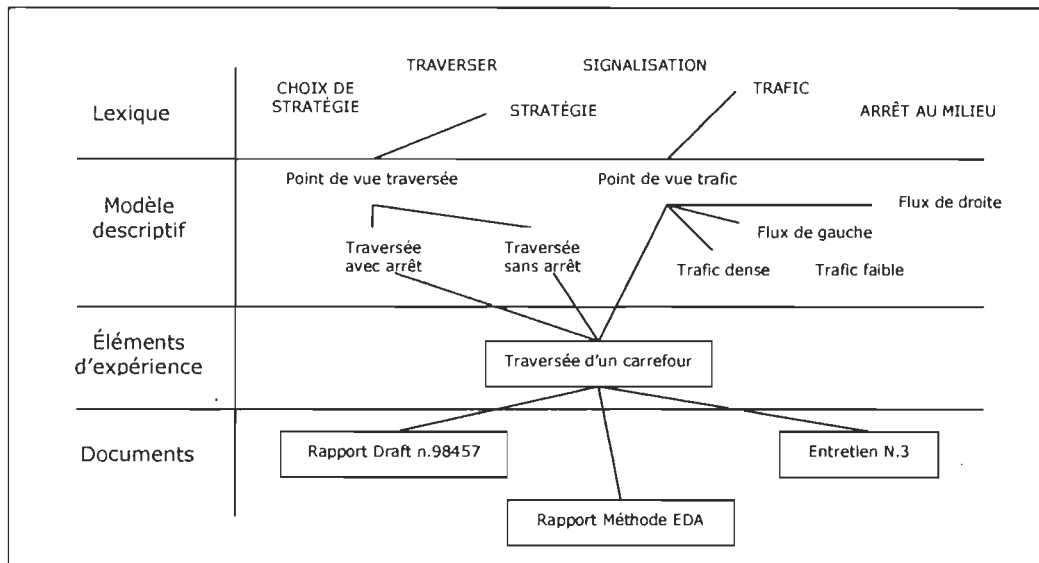 TRAVERSER
SIGNALISATION
CHOIX DE
STRATÉGIE
STRATÉGIE
TRAFIC
ARRÊT AU MILIEU
Lexique
Point de vue traversée
Point de vue trafic
Modèle
descriptif
Flux de droite
Flux de gauche
Traversée
avec arrêt
Traversée
sans arrêt
Trafic dense
Trafic faible
Éléments
d'expérience
Traversée d'un carrefour
Documents
Rapport Draft n.98457
Entretien N.3
Rapport Méthode EDA